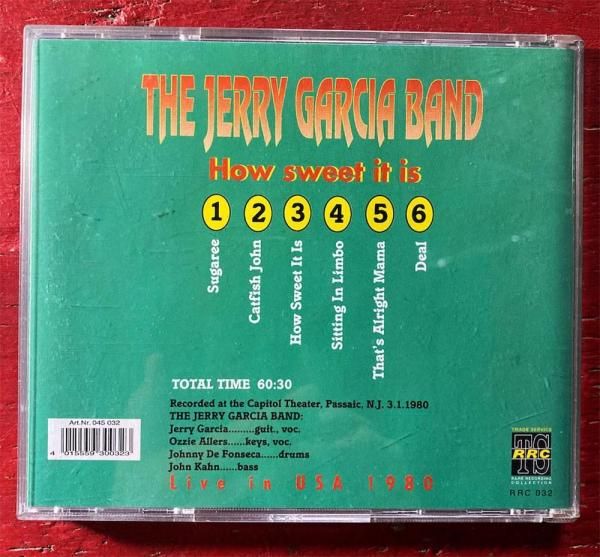 THE JERRY GARCIA BAND
How sweet it is
1 2 3 4 5 6
Sugaree
Catfish John
How Sweet It Is
Sitting In Limbo
That's Alright Mama
Deal
TOTAL TIME 60:30
Recorded at the Capitol Theater, Passaic, N.J. 3.1.1980
THE JERRY GARCIA BAND:
Jerry Garcia.........guit., voc.
Ozzie Allers......keys, voc.
Johnny De Fonseca......drums
John Kahn......bass
Live in USA 1980
Art.Nr. 045 032
4 015559 300323
TRADE SERVICE
TS
RRC
RARE RECORDING
COLLECTION
RRC 032